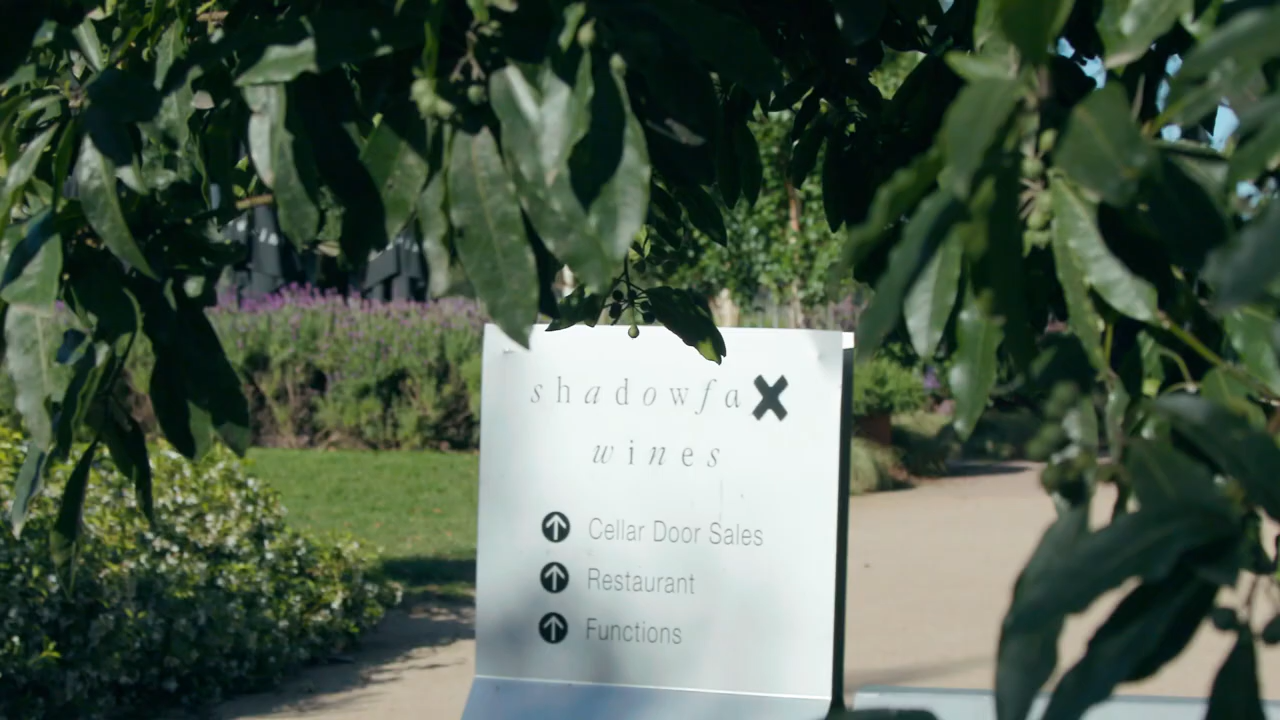 shadowfax
wines
Cellar Door Sales
Restaurant
Functions